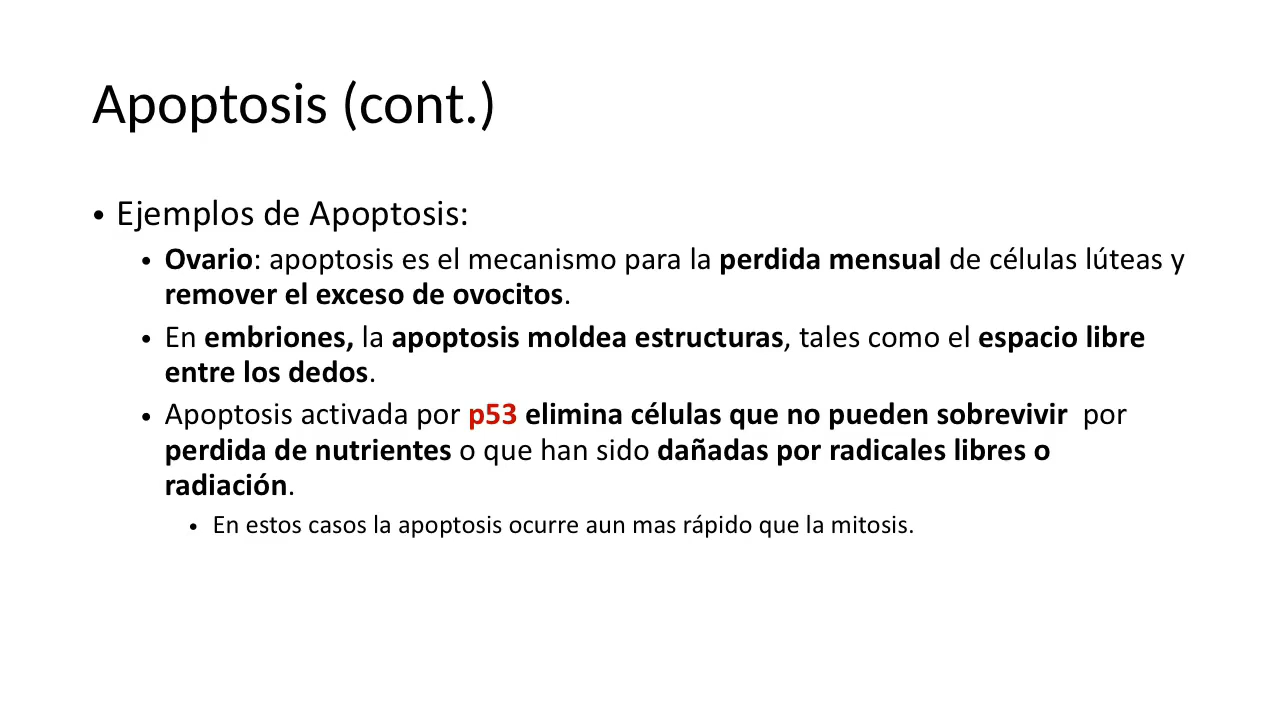 Apoptosis (cont.)
• Ejemplos de Apoptosis:
• Ovario: apoptosis es el mecanismo para la perdida mensual de células lúteas y
remover el exceso de ovocitos.
• En embriones, la apoptosis moldea estructuras, tales como el espacio libre
entre los dedos.
• Apoptosis activada por p53 elimina células que no pueden sobrevivir  por
perdida de nutrientes o que han sido dañadas por radicales libres o
radiación.
• En estos casos la apoptosis ocurre aun mas rápido que la mitosis.